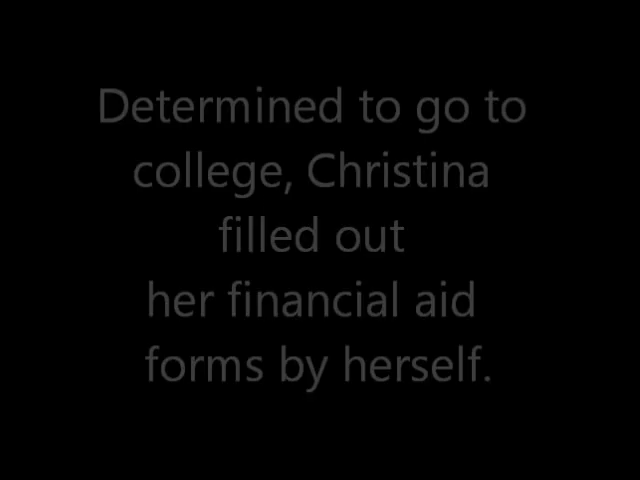 Determined to go to
college, Christina
filled out
her financial aid
forms by herself.